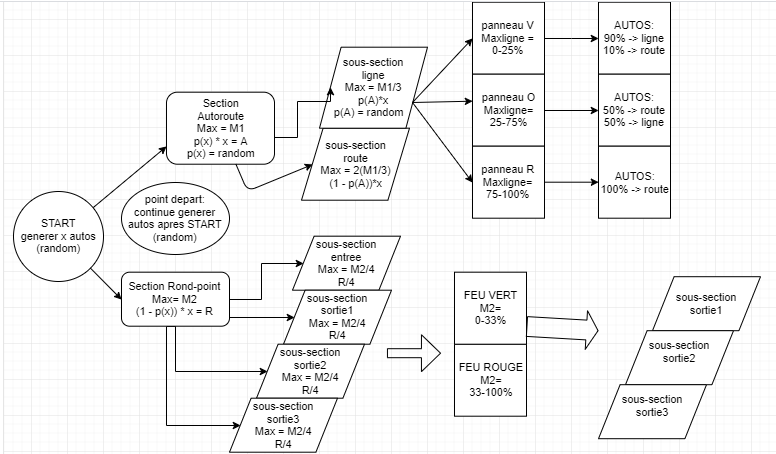 START
generer x autos
(random)
point depart:
continue generer
autos apres START
(random)
Section
Autoroute
Max = M1
p(x) * x = A
p(x) = random
sous-section
ligne
Max = M1/3
p(A)*x
p(A) = random
sous-section
route
Max = 2(M1/3)
(1 - p(A))*x
panneau V
Maxligne =
0-25%
panneau O
Maxligne=
25-75%
panneau R
Maxligne=
75-100%
AUTOS:
90% -> ligne
10% -> route
AUTOS:
50% -> route
50% -> ligne
AUTOS:
100% -> route
Section Rond-point
Max= M2
(1 - p(x)) * x = R
sous-section
entree
Max = M2/4
R/4
sous-section
sortie1
Max = M2/4
R/4
sous-section
sortie2
Max = M2/4
R/4
sous-section
sortie3
Max = M2/4
R/4
FEU VERT
M2=
0-33%
FEU ROUGE
M2=
33-100%
sous-section
sortie1
sous-section
sortie2
sous-section
sortie3